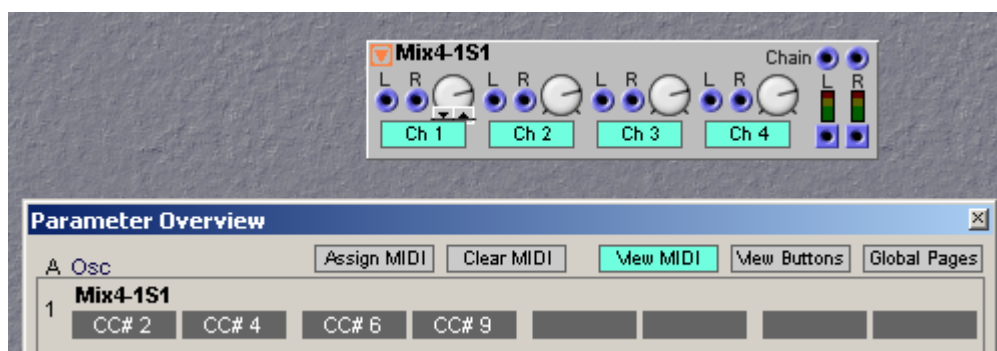 Mix4-1S1 Chain
L R L R L R L R L R
Ch 1 Ch 2 Ch 3 Ch 4
Parameter Overview
A Osc Assign MIDI Clear MIDI View MIDI View Buttons Global Pages
Mix4-1S1
1 CC# 2 CC# 4 CC# 6 CC# 9